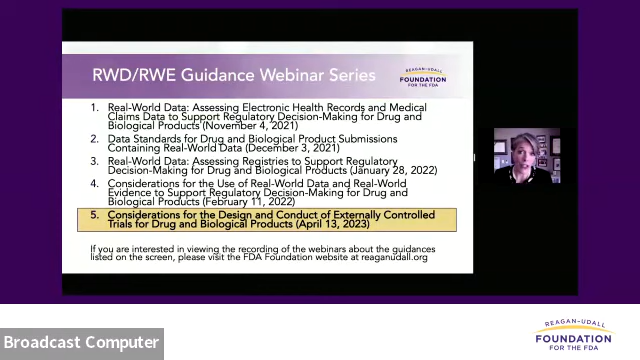 RWD/RWE Guidance Webinar Series
REAGAN-UDALL
FOUNDATION
FOR THE FDA
1. Real-World Data: Assessing Electronic Health Records and Medical
Claims Data to Support Regulatory Decision-Making for Drug and
Biological Products (November 4, 2021)
2. Data Standards for Drug and Biological Product Submissions
Containing Real-World Data (December 3, 2021)
3. Real-World Data: Assessing Registries to Support Regulatory
Decision-Making for Drug and Biological Products (January 28, 2022)
4. Considerations for the Use of Real-World Data and Real-World
Evidence to Support Regulatory Decision-Making for Drug and
Biological Products (February 11, 2022)
5. Considerations for the Design and Conduct of Externally Controlled
Trials for Drug and Biological Products (April 13, 2023)
If you are interested in viewing the recording of the webinars about the guidances
listed on the screen, please visit the FDA Foundation website at reaganudall.org
Broadcast Computer
REAGAN-UDALL
FOUNDATION
FOR THE FDA